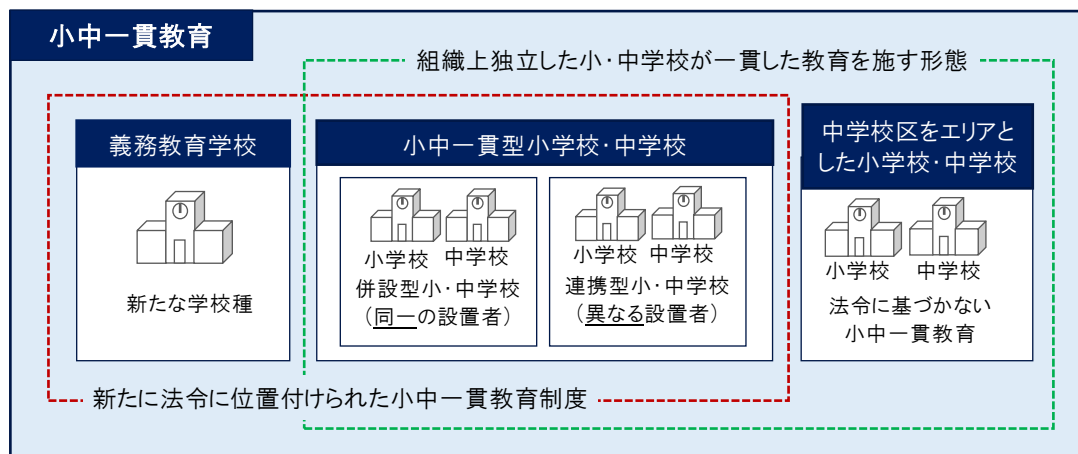 小中一貫教育
組織上独立した小・中学校が一貫した教育を施す形態
義務教育学校
新たな学校種
小中一貫型小学校・中学校
小学校 中学校
併設型小・中学校
（同一の設置者）
小学校 中学校
連携型小・中学校
（異なる設置者）
中学校区をエリアと
した小学校・中学校
小学校 中学校
法令に基づかない
小中一貫教育
新たに法令に位置付けられた小中一貫教育制度